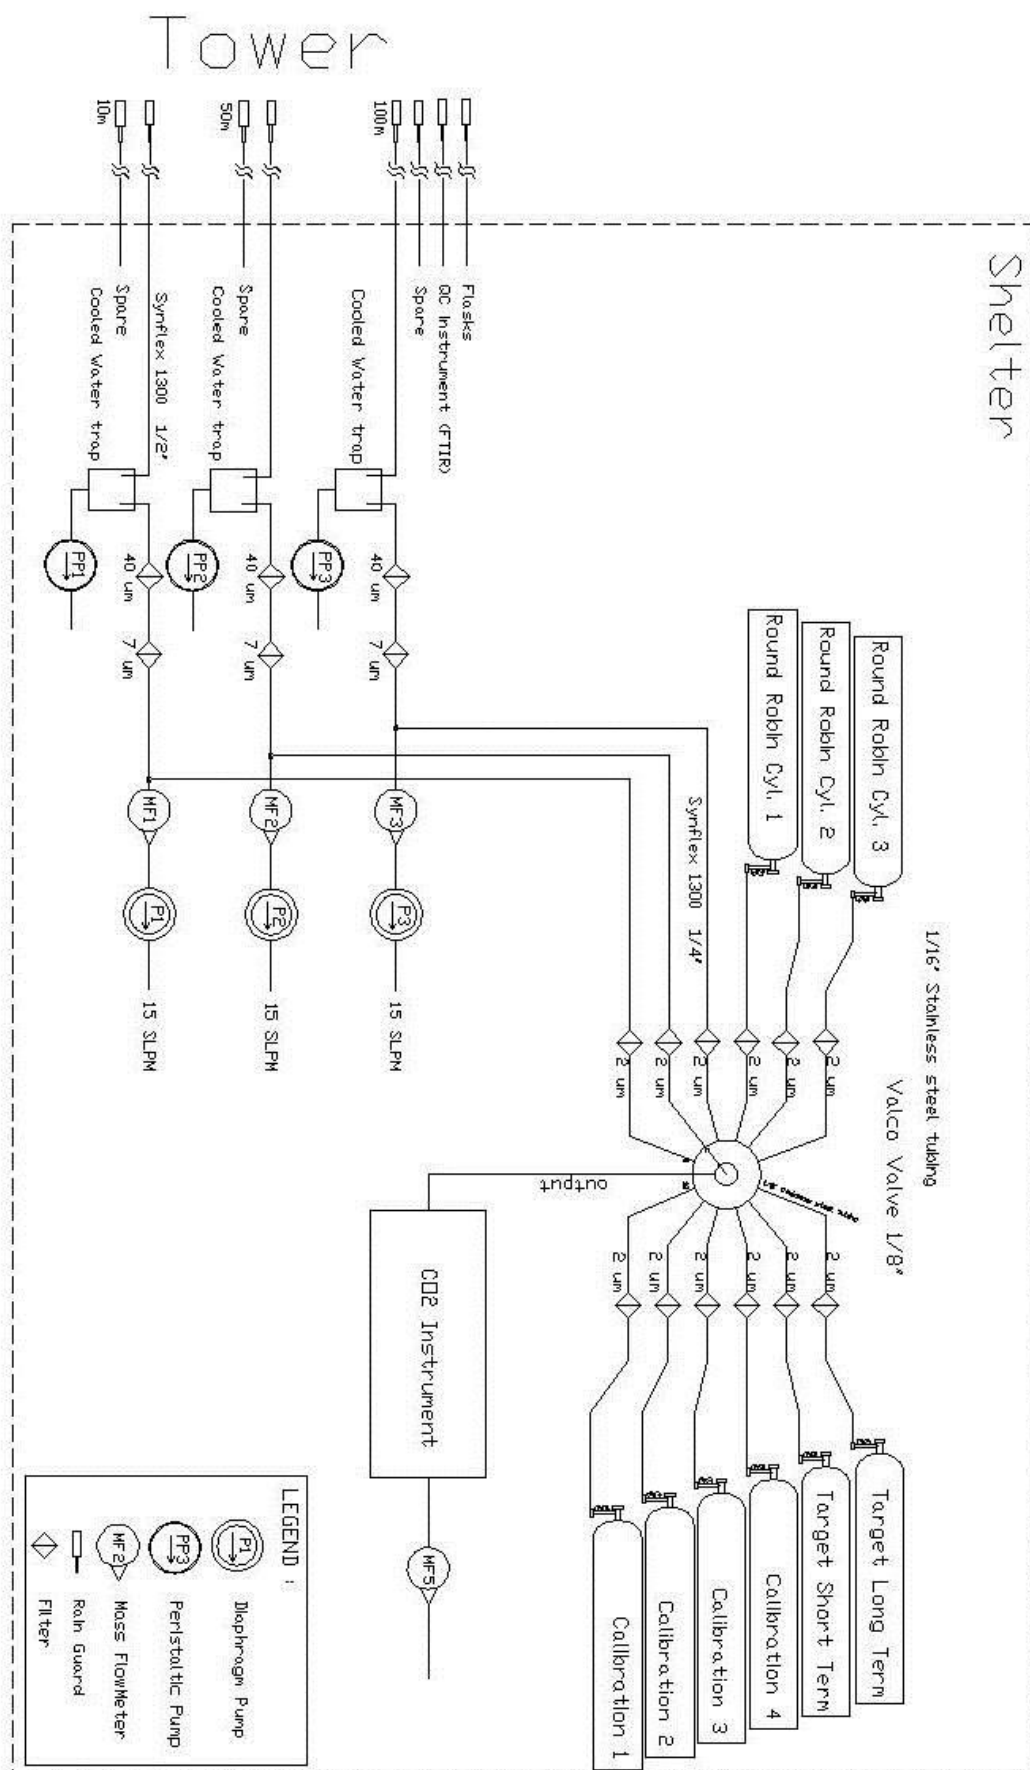 Tower
Shelter
10m
50m
100m
Flasks
QC Instrument (FTIR)
Spare
Cooled Water trap
Spare
Cooled Water trap
Synflex 1300 1/2"
Spare
Cooled Water trap
PP3
PP2
PP1
40 um
40 um
40 um
7 um
7 um
7 um
MF3
MF2
MF1
P3
P2
P1
15 SLPM
15 SLPM
15 SLPM
Round Robin Cyl. 3
Round Robin Cyl. 2
Round Robin Cyl. 1
Synflex 1300 1/4"
1/16" Stainless steel tubing
Valco Valve 1/8"
2 um
2 um
2 um
2 um
2 um
2 um
output
2 um
2 um
2 um
2 um
2 um
2 um
Target Long Term
Target Short Term
Calibration 4
Calibration 3
Calibration 2
Calibration 1
CO2 Instrument
MF5
LEGEND :
P1
Diaphragm Pump
PP3
Peristaltic Pump
MF2
Mass FlowMeter
Rain Guard
Filter